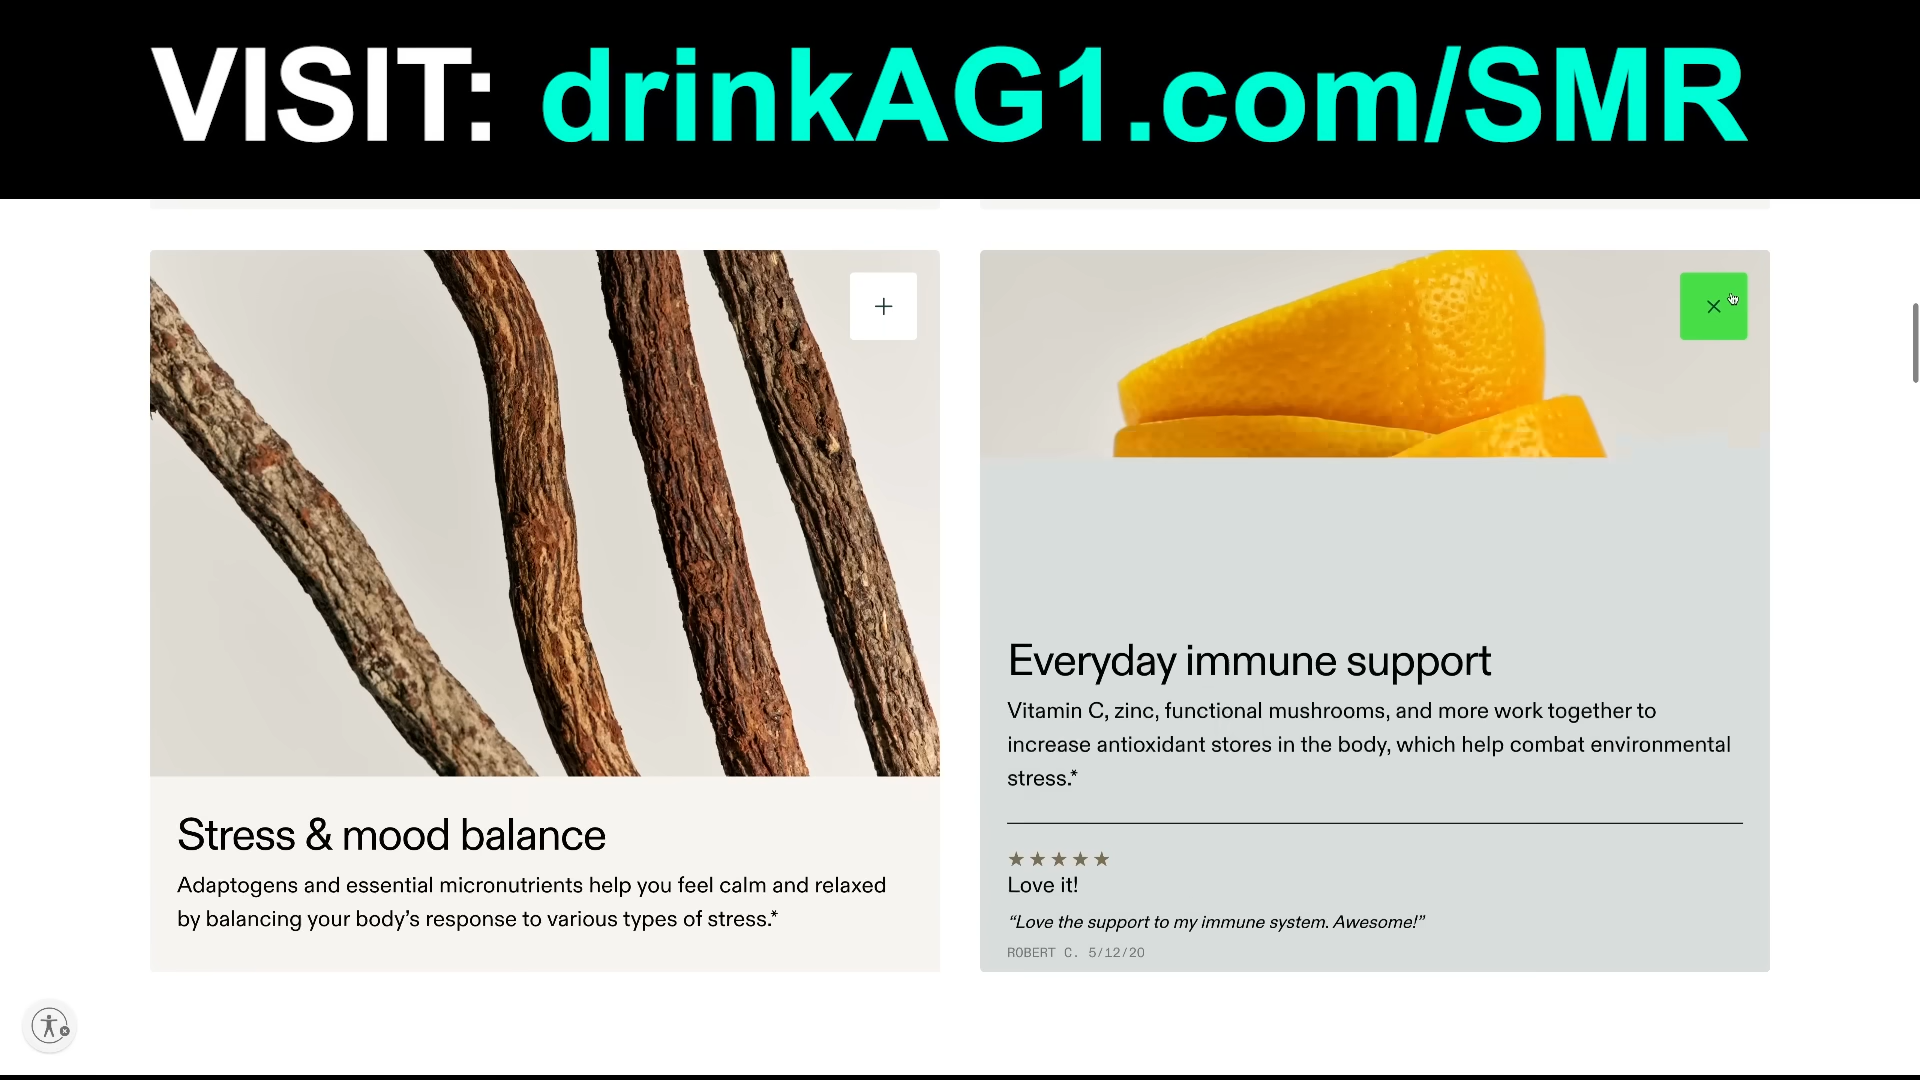 VISIT: drinkAG1.com/SMR
Stress & mood balance
Adaptogens and essential micronutrients help you feel calm and relaxed
by balancing your body’s response to various types of stress.*
Everyday immune support
Vitamin C, zinc, functional mushrooms, and more work together to
increase antioxidant stores in the body, which help combat environmental
stress.*
★★★★★
Love it!
“Love the support to my immune system. Awesome!”
ROBERT C. 5/12/20